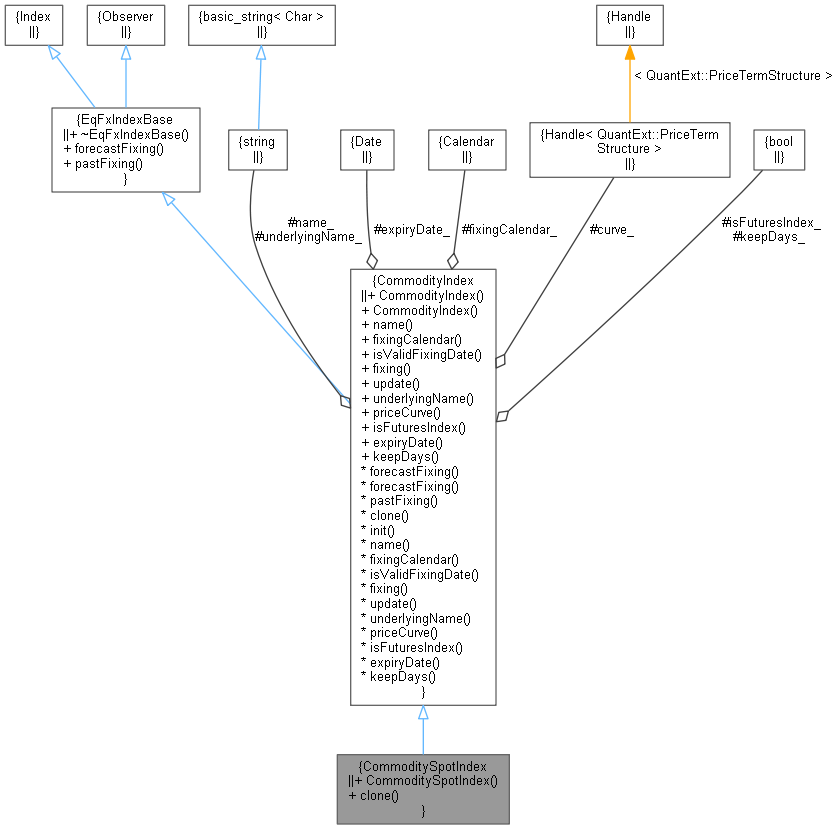 {Index
||}
{Observer
||}
{basic_string< Char >
||}
{Handle
||}
< QuantExt::PriceTermStructure >
{EqFxIndexBase
||+ ~EqFxIndexBase()
+ forecastFixing()
+ pastFixing()
}
{string
||}
{Date
||}
{Calendar
||}
{Handle< QuantExt::PriceTerm
Structure >
||}
{bool
||}
#name_
#underlyingName_
#expiryDate_
#fixingCalendar_
#curve_
#isFuturesIndex_
#keepDays_
{CommodityIndex
||+ CommodityIndex()
+ CommodityIndex()
+ name()
+ fixingCalendar()
+ isValidFixingDate()
+ fixing()
+ update()
+ underlyingName()
+ priceCurve()
+ isFuturesIndex()
+ expiryDate()
+ keepDays()
* forecastFixing()
* forecastFixing()
* pastFixing()
* clone()
* init()
* name()
* fixingCalendar()
* isValidFixingDate()
* fixing()
* update()
* underlyingName()
* priceCurve()
* isFuturesIndex()
* expiryDate()
* keepDays()
}
{CommoditySpotIndex
||+ CommoditySpotIndex()
+ clone()
}